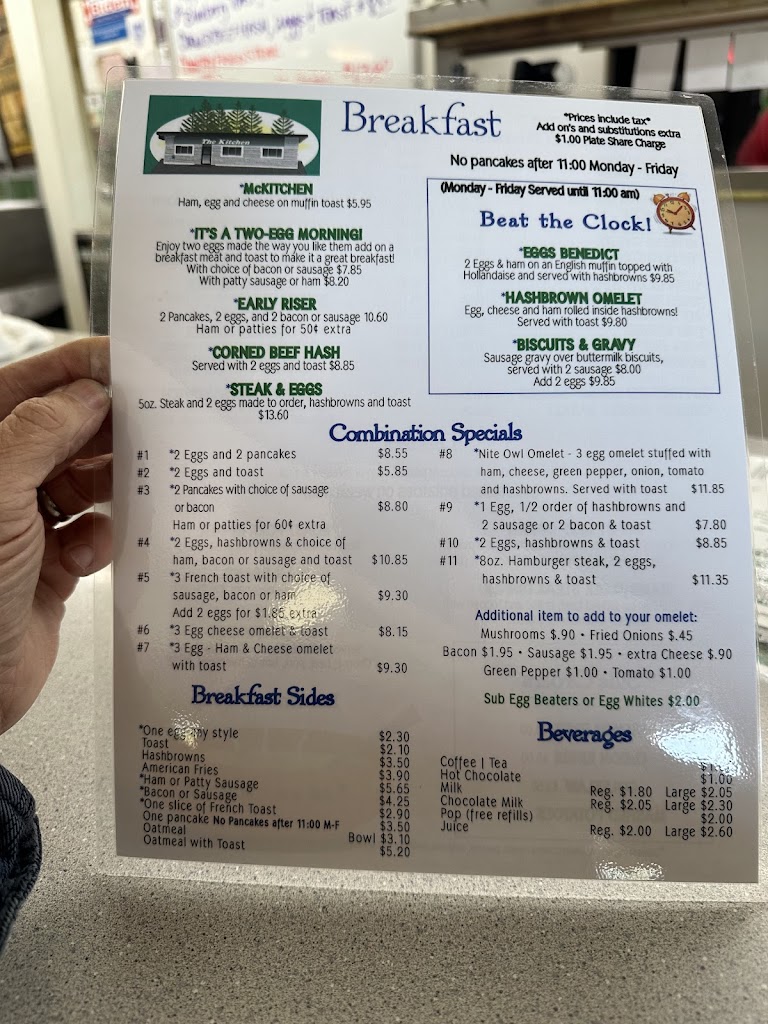 The Kitchen
Breakfast
*Prices include tax*
Add on's and substitutions extra
$1.00 Plate Share Charge
No pancakes after 11:00 Monday - Friday
*McKITCHEN
Ham, egg and cheese on muffin toast $5.95
*IT'S A TWO-EGG MORNING!
Enjoy two eggs made the way you like them add on a
breakfast meat and toast to make it a great breakfast!
With choice of bacon or sausage $7.85
With patty sausage or ham $8.20
*EARLY RISER
2 Pancakes, 2 eggs, and 2 bacon or sausage 10.60
Ham or patties for 50¢ extra
*CORNED BEEF HASH
Served with 2 eggs and toast $8.85
*STEAK & EGGS
5oz. Steak and 2 eggs made to order, hashbrowns and toast
$13.60
(Monday - Friday Served until 11:00 am)
Beat the Clock!
*EGGS BENEDICT
2 Eggs & ham on an English muffin topped with
Hollandaise and served with hashbrowns $9.85
*HASHBROWN OMELET
Egg, cheese and ham rolled inside hashbrowns!
Served with toast $9.80
*BISCUITS & GRAVY
Sausage gravy over buttermilk biscuits,
served with 2 sausage $8.00
Add 2 eggs $9.85
Combination Specials
#1 *2 Eggs and 2 pancakes $8.55
#2 *2 Eggs and toast $5.85
#3 *2 Pancakes with choice of sausage
or bacon $8.80
Ham or patties for 60¢ extra
#4 *2 Eggs, hashbrowns & choice of
ham, bacon or sausage and toast $10.85
#5 *3 French toast with choice of
sausage, bacon or ham $9.30
Add 2 eggs for $1.85 extra
#6 *3 Egg cheese omelet & toast $8.15
#7 *3 Egg - Ham & Cheese omelet
with toast $9.30
#8 *Nite Owl Omelet - 3 egg omelet stuffed with
ham, cheese, green pepper, onion, tomato
and hashbrowns. Served with toast $11.85
#9 *1 Egg, 1/2 order of hashbrowns and
2 sausage or 2 bacon & toast $7.80
#10 *2 Eggs, hashbrowns & toast $8.85
#11 *8oz. Hamburger steak, 2 eggs,
hashbrowns & toast $11.35
Additional item to add to your omelet:
Mushrooms $.90 • Fried Onions $.45
Bacon $1.95 • Sausage $1.95 • extra Cheese $.90
Green Pepper $1.00 • Tomato $1.00
Sub Egg Beaters or Egg Whites $2.00
Breakfast Sides
*One egg any style $2.30
Toast $2.10
Hashbrowns $3.50
American Fries $3.90
*Ham or Patty Sausage $5.65
*Bacon or Sausage $4.25
*One slice of French Toast $2.90
One pancake No Pancakes after 11:00 M-F $3.50
Oatmeal Bowl $3.10
Oatmeal with Toast $5.20
Beverages
Coffee | Tea
Hot Chocolate $1.00
Milk Reg. $1.80 Large $2.05
Chocolate Milk Reg. $2.05 Large $2.30
Pop (free refills) $2.00
Juice Reg. $2.00 Large $2.60